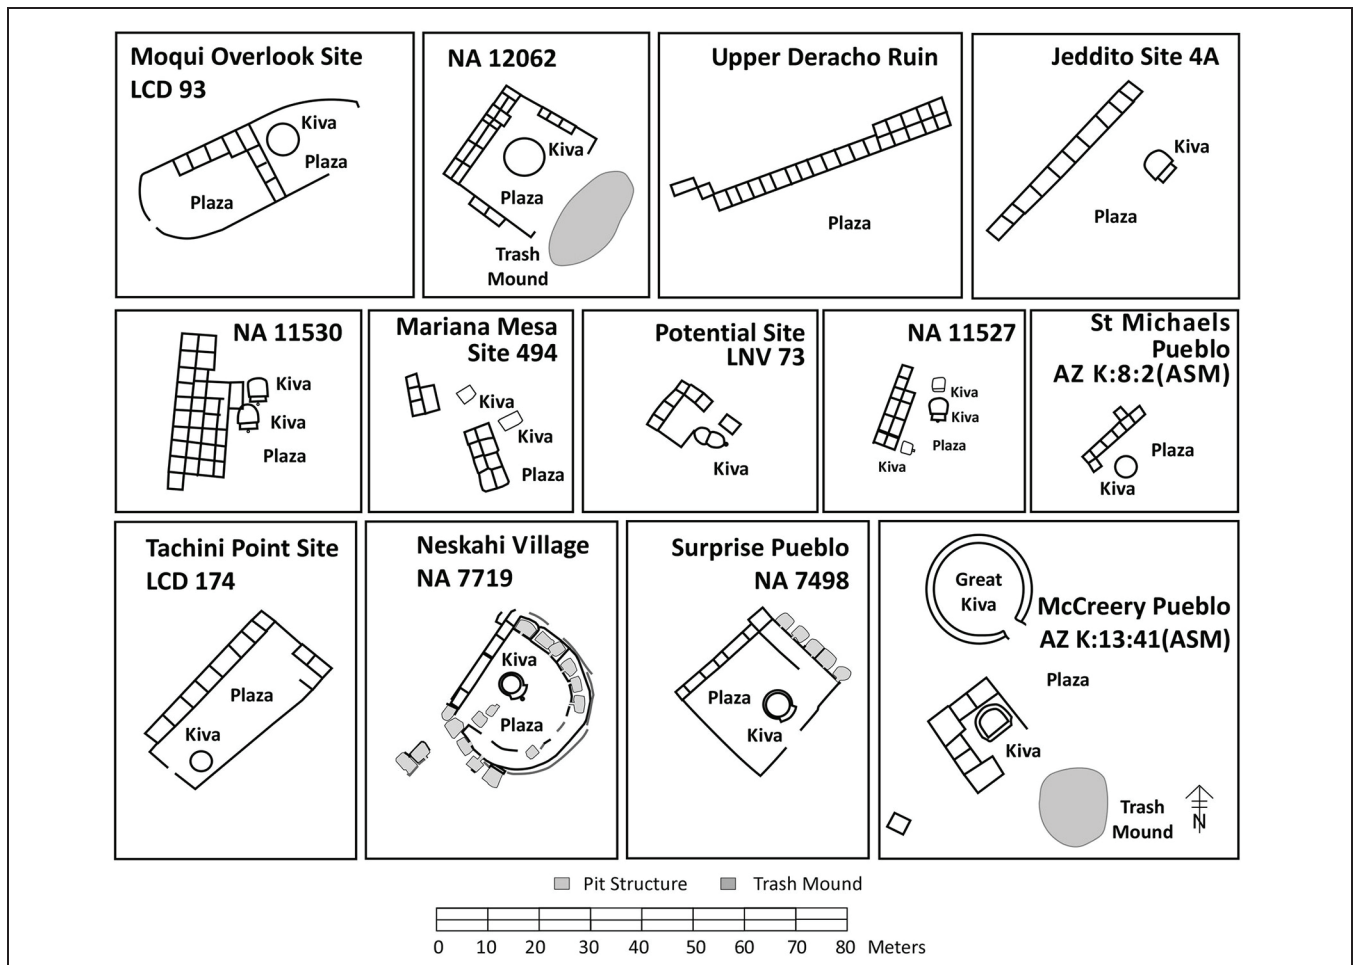 Moqui Overlook Site
LCD 93
Kiva
Plaza
Plaza
NA 12062
Kiva
Plaza
Trash
Mound
Upper Deracho Ruin
Plaza
Jeddito Site 4A
Kiva
Plaza
NA 11530
Kiva
Kiva
Plaza
Mariana Mesa
Site 494
Kiva
Kiva
Plaza
Potential Site
LNV 73
Kiva
NA 11527
Kiva
Kiva
Plaza
Kiva
St Michaels
Pueblo
AZ K:8:2(ASM)
Plaza
Kiva
Tachini Point Site
LCD 174
Plaza
Kiva
Neskahi Village
NA 7719
Kiva
Plaza
Surprise Pueblo
NA 7498
Plaza
Kiva
Great
Kiva
McCreery Pueblo
AZ K:13:41(ASM)
Plaza
Kiva
Trash
Mound
N
Pit Structure Trash Mound
0 10 20 30 40 50 60 70 80 Meters